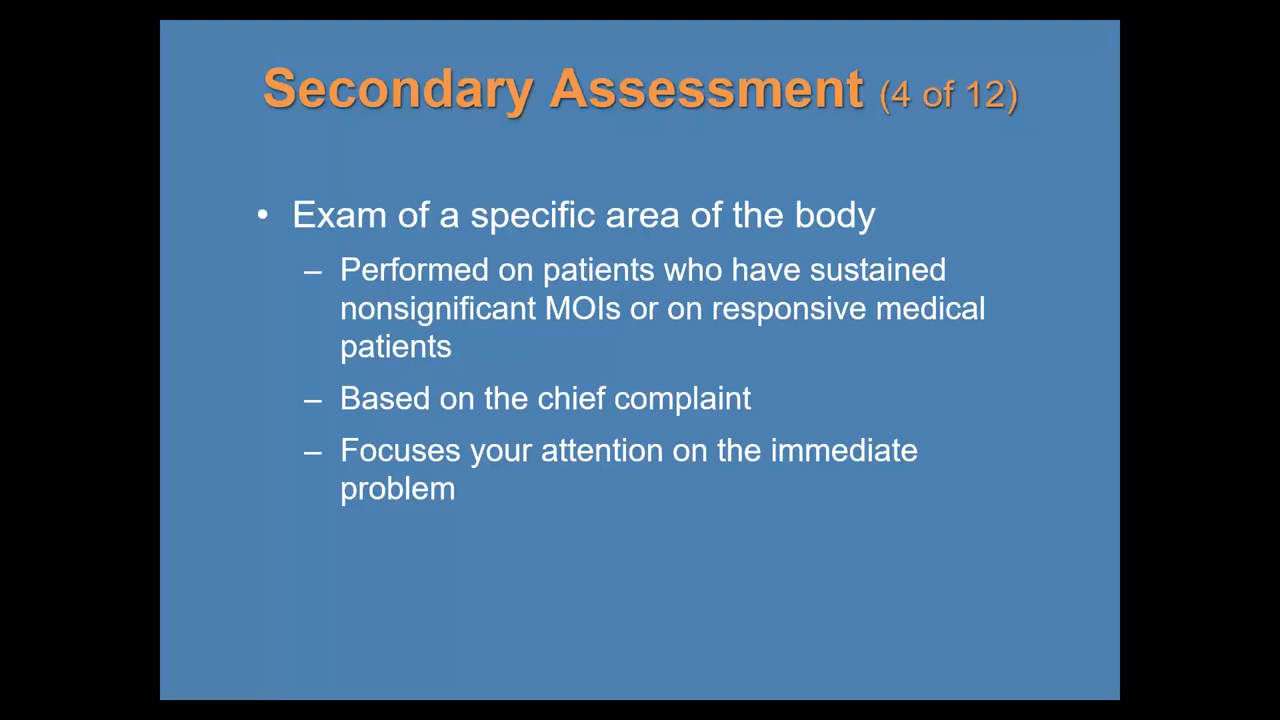 Secondary Assessment (4 of 12)
• Exam of a specific area of the body
– Performed on patients who have sustained
nonsignificant MOIs or on responsive medical
patients
– Based on the chief complaint
– Focuses your attention on the immediate
problem